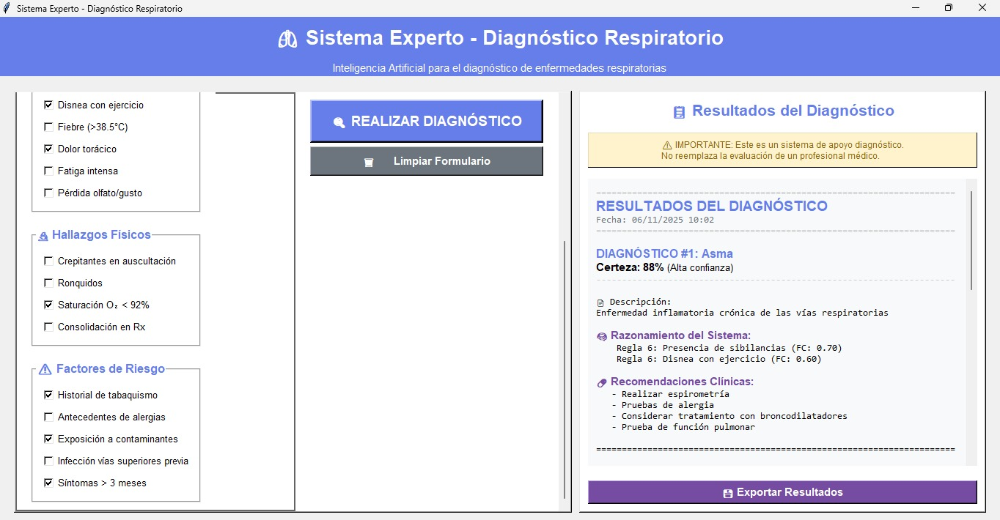 Sistema Experto - Diagnóstico Respiratorio
Sistema Experto - Diagnóstico Respiratorio
Inteligencia Artificial para el diagnóstico de enfermedades respiratorias
Disnea con ejercicio
Fiebre (>38.5°C)
Dolor torácico
Fatiga intensa
Pérdida olfato/gusto
Hallazgos Físicos
Crepitantes en auscultación
Ronquidos
Saturación O₂ < 92%
Consolidación en Rx
Factores de Riesgo
Historial de tabaquismo
Antecedentes de alergias
Exposición a contaminantes
Infección vías superiores previa
Síntomas > 3 meses
REALIZAR DIAGNÓSTICO
Limpiar Formulario
Resultados del Diagnóstico
IMPORTANTE: Este es un sistema de apoyo diagnóstico.
No reemplaza la evaluación de un profesional médico.
======================================================================
RESULTADOS DEL DIAGNÓSTICO
Fecha: 06/11/2025 10:02
======================================================================
DIAGNÓSTICO #1: Asma
Certeza: 88% (Alta confianza)
----------------------------------------------------------------------
Descripción:
Enfermedad inflamatoria crónica de las vías respiratorias
Razonamiento del Sistema:
Regla 6: Presencia de sibilancias (FC: 0.70)
Regla 6: Disnea con ejercicio (FC: 0.60)
Recomendaciones Clínicas:
- Realizar espirometría
- Pruebas de alergia
- Considerar tratamiento con broncodilatadores
- Prueba de función pulmonar
======================================================================
Exportar Resultados